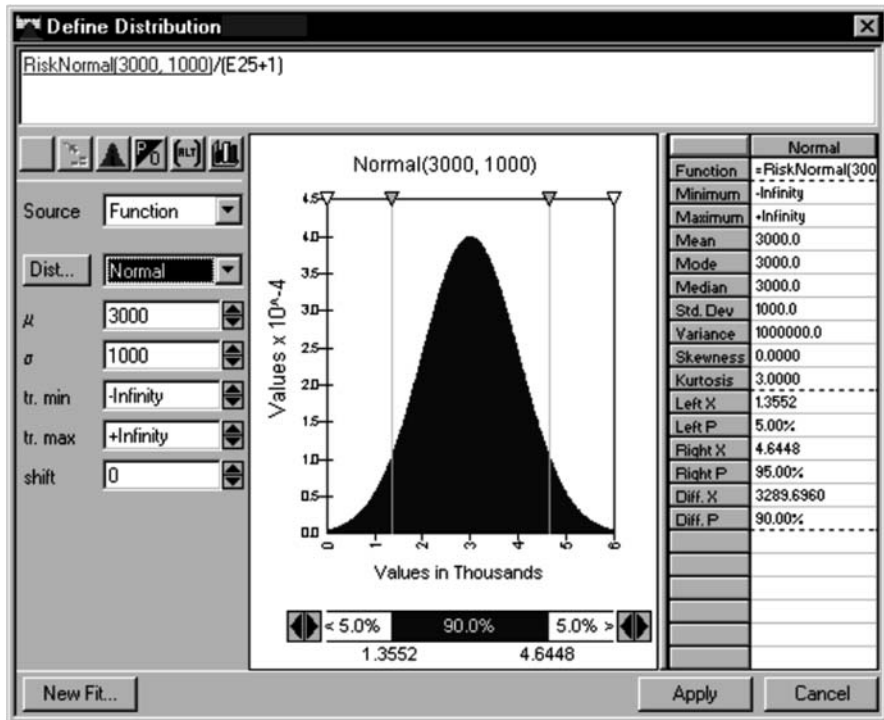 Define Distribution
RiskNormal(3000, 1000)/(E25+1)
Source Function
Dist... Normal
μ 3000
σ 1000
tr. min -Infinity
tr. max +Infinity
shift 0
Normal(3000, 1000)
Values x 10^-4
4.5
4.0
3.5
3.0
2.5
2.0
1.5
1.0
0.5
0.0
0 1 2 3 4 5 6
Values in Thousands
< 5.0% 90.0% 5.0% >
1.3552 4.6448
Normal
Function =RiskNormal(300
Minimum -Infinity
Maximum +Infinity
Mean 3000.0
Mode 3000.0
Median 3000.0
Std. Dev 1000.0
Variance 1000000.0
Skewness 0.0000
Kurtosis 3.0000
Left X 1.3552
Left P 5.00%
Right X 4.6448
Right P 95.00%
Diff. X 3289.6960
Diff. P 90.00%
New Fit... Apply Cancel